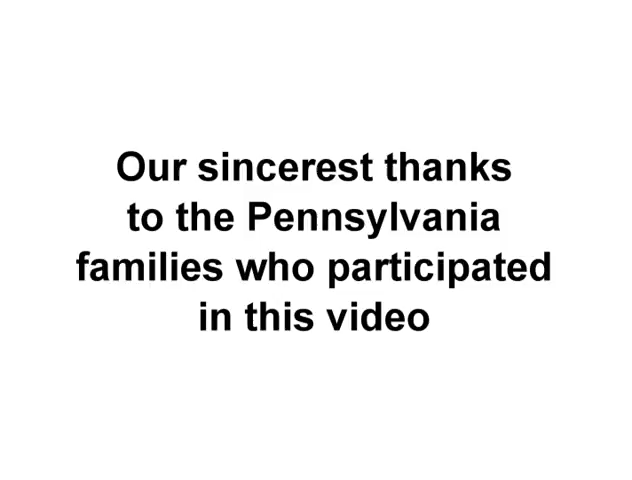 Our sincerest thanks
to the Pennsylvania
families who participated
in this video